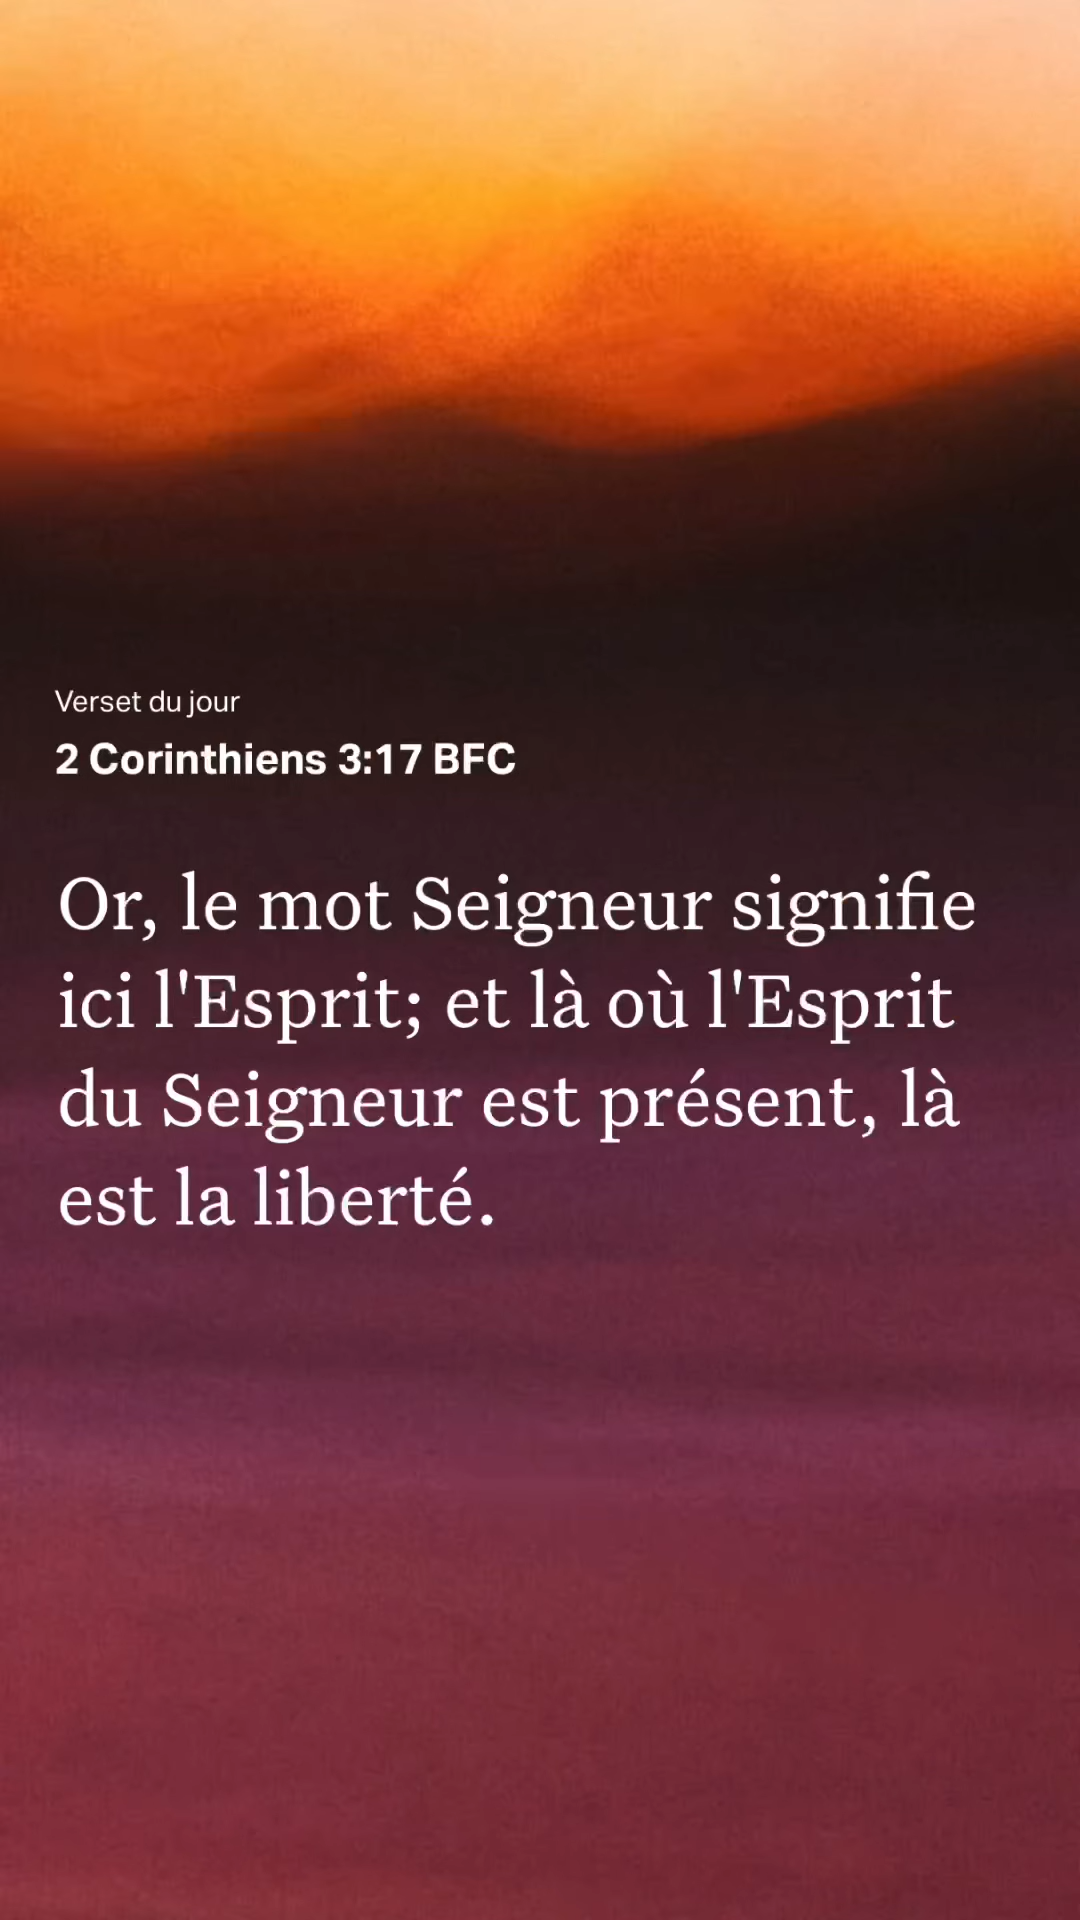 Verset du jour
2 Corinthiens 3:17 BFC
Or, le mot Seigneur signifie
ici l'Esprit; et là où l'Esprit
du Seigneur est présent, là
est la liberté.